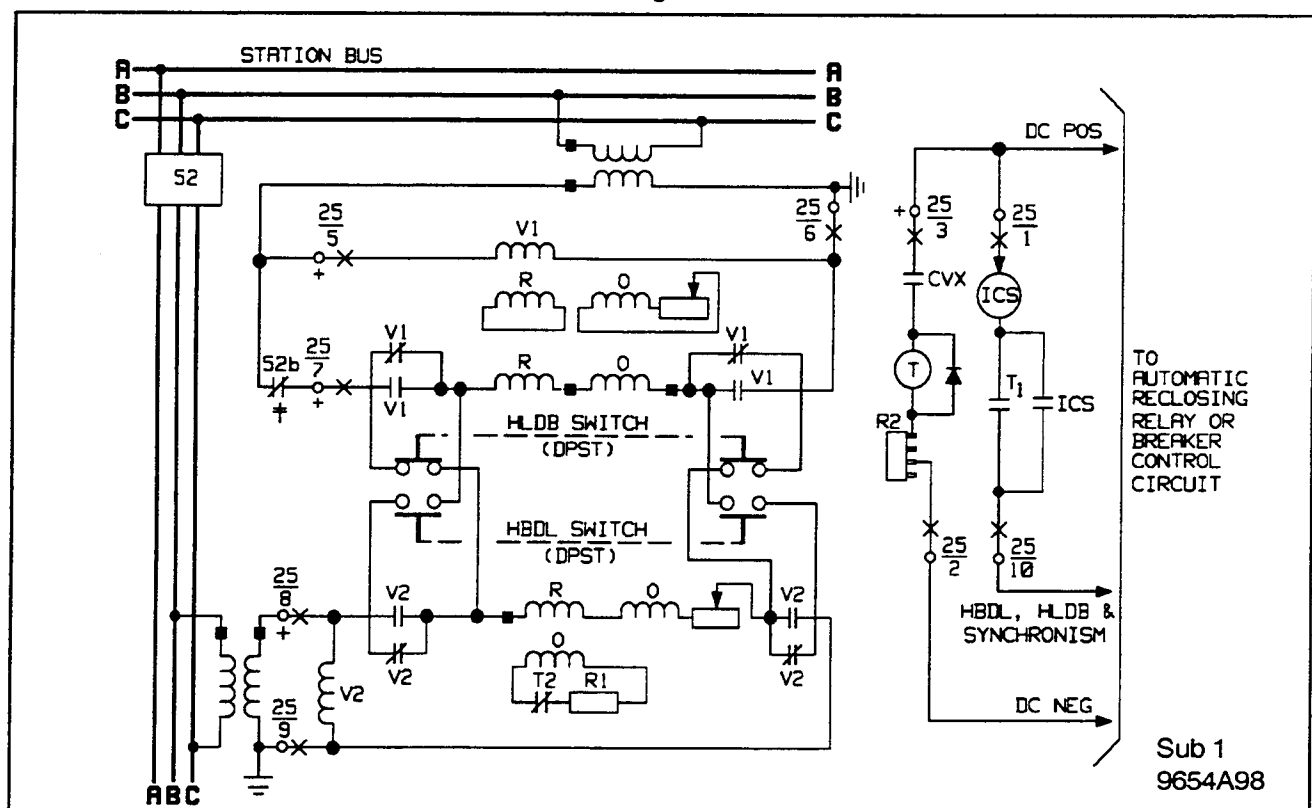 STATION BUS
A
A
B
B
C
C
52
DC POS
25/5
V1
25/6
+
+
25/3
25/1
R
O
CVX
ICS
52b
25/7
+
V1
V1
R
O
V1
V1
T
T1
ICS
HLDB SWITCH
(DPST)
R2
TO
AUTOMATIC
RECLOSING
RELAY OR
BREAKER
CONTROL
CIRCUIT
HBDL SWITCH
(DPST)
25/2
25/10
25/8
+
V2
R
O
V2
HBDL, HLDB &
SYNCHRONISM
V2
O
V2
V2
T2
R1
25/9
DC NEG
A B C
Sub 1
9654A98